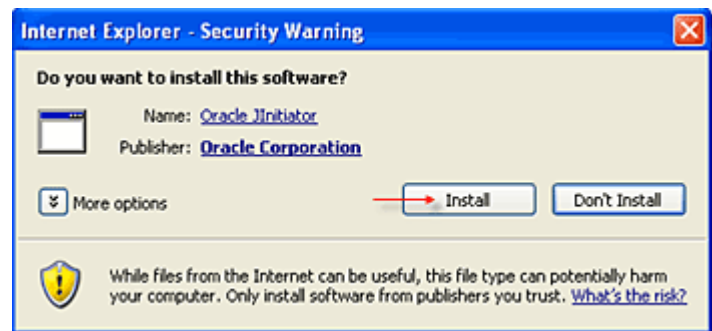 Internet Explorer - Security Warning
Do you want to install this software?
Name: Oracle JInitiator
Publisher: Oracle Corporation
More options
Install
Don't Install
While files from the Internet can be useful, this file type can potentially harm
your computer. Only install software from publishers you trust. What's the risk?